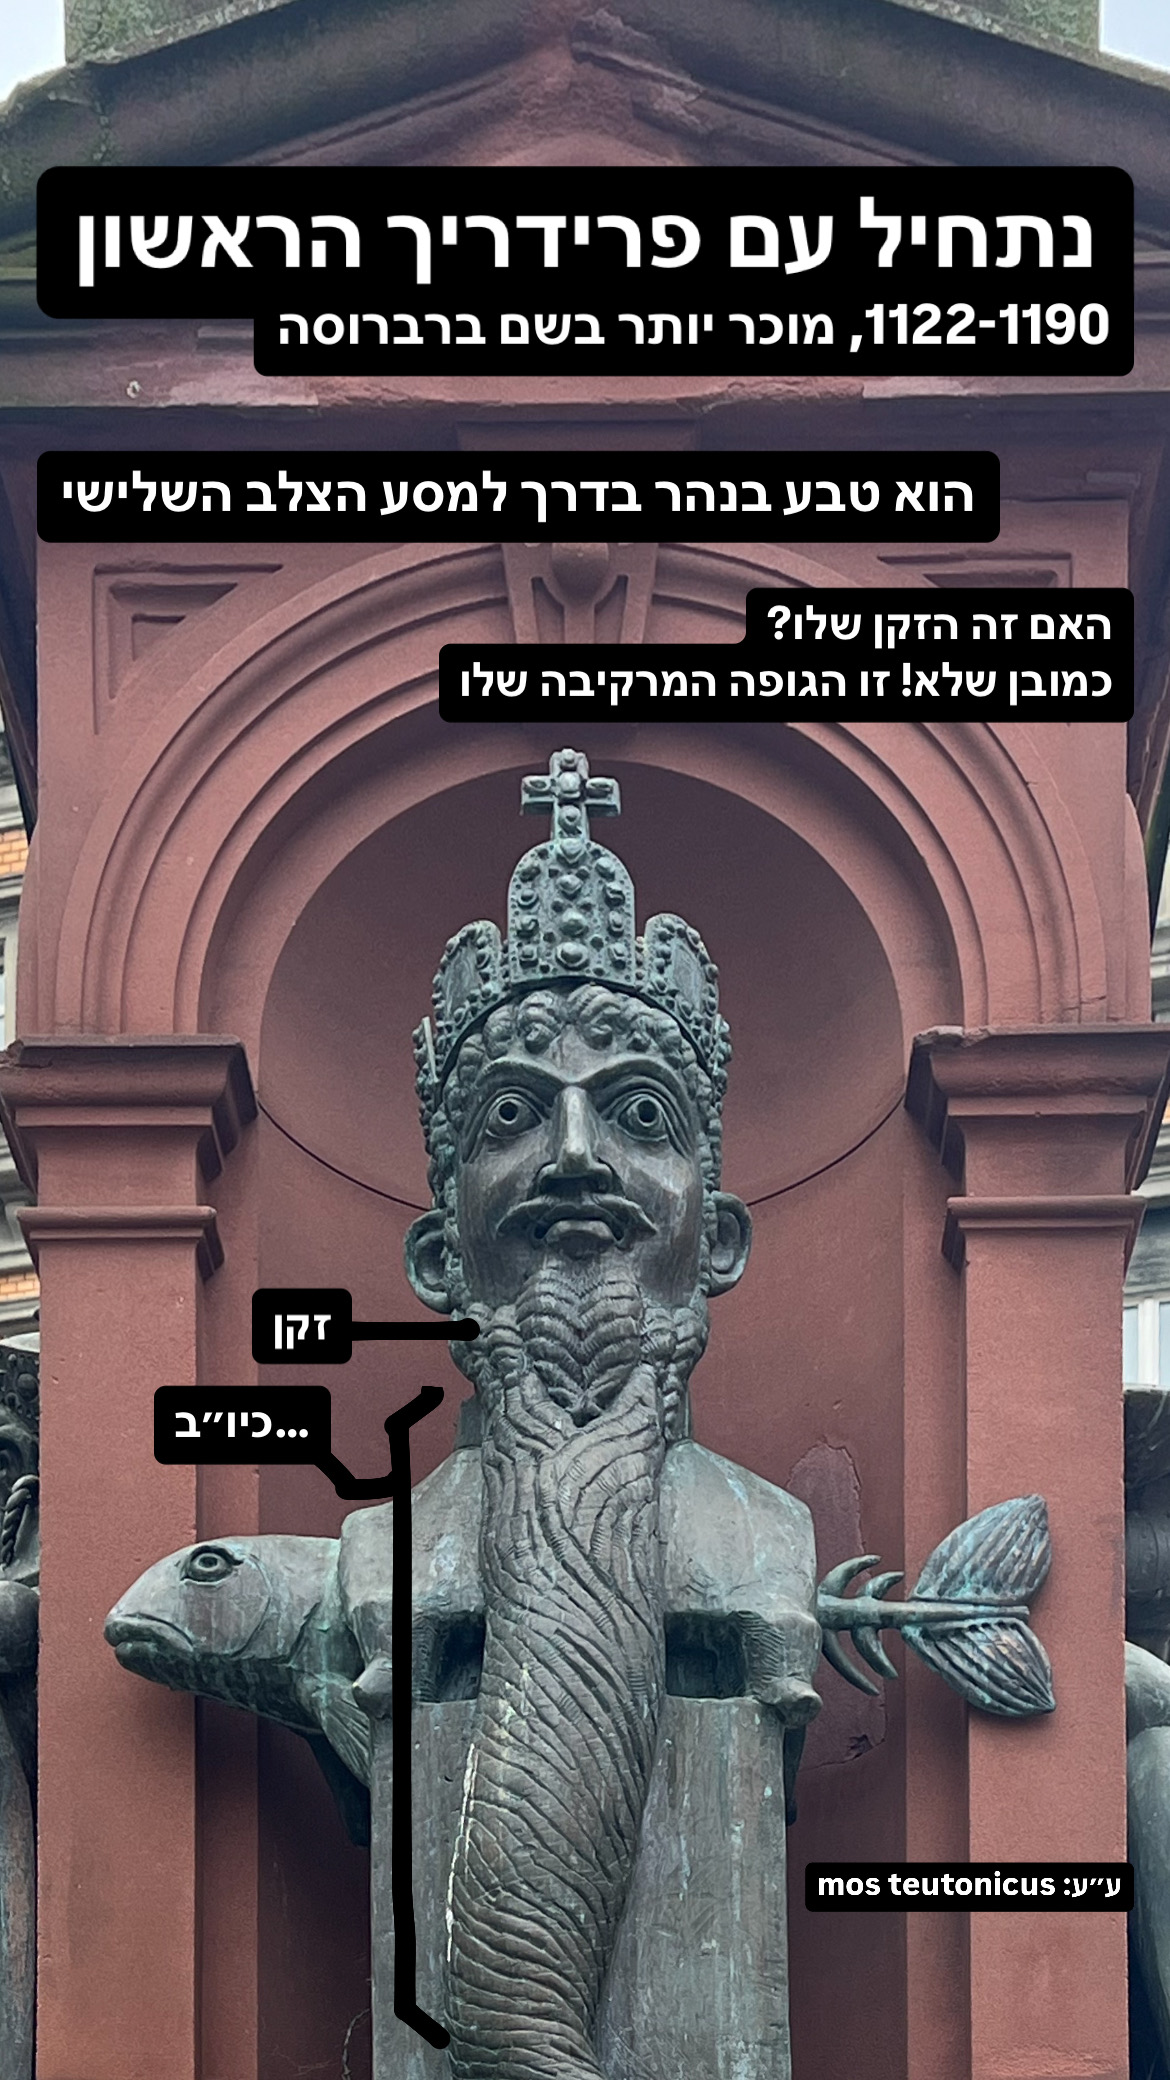 נתחיל עם פרידריך הראשון
1122-1190, מוכר יותר בשם ברברוסה
הוא טבע בנהר בדרך למסע הצלב השלישי
האם זה הזקן שלו?
כמובן שלא! זו הגופה המרקיבה שלו
זקן
...כיו״ב
ע״ע: mos teutonicus